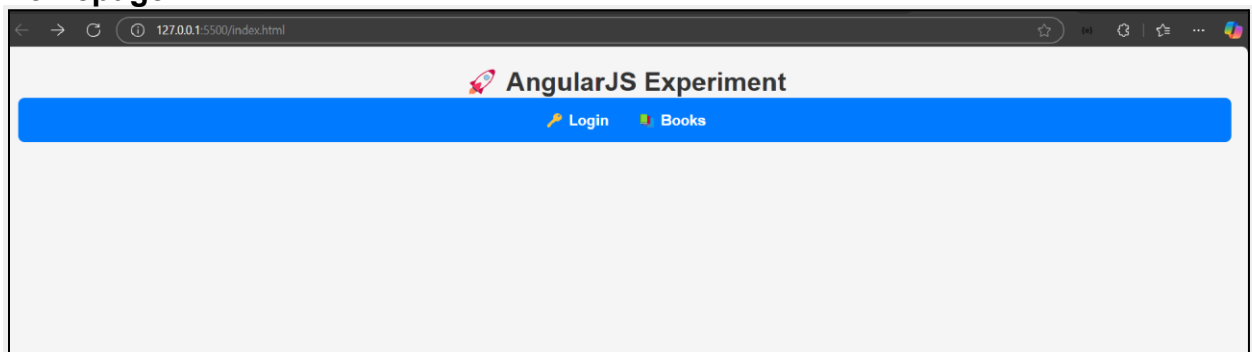 127.0.0.1:5500/index.html
🚀 AngularJS Experiment
🔑 Login 📚 Books